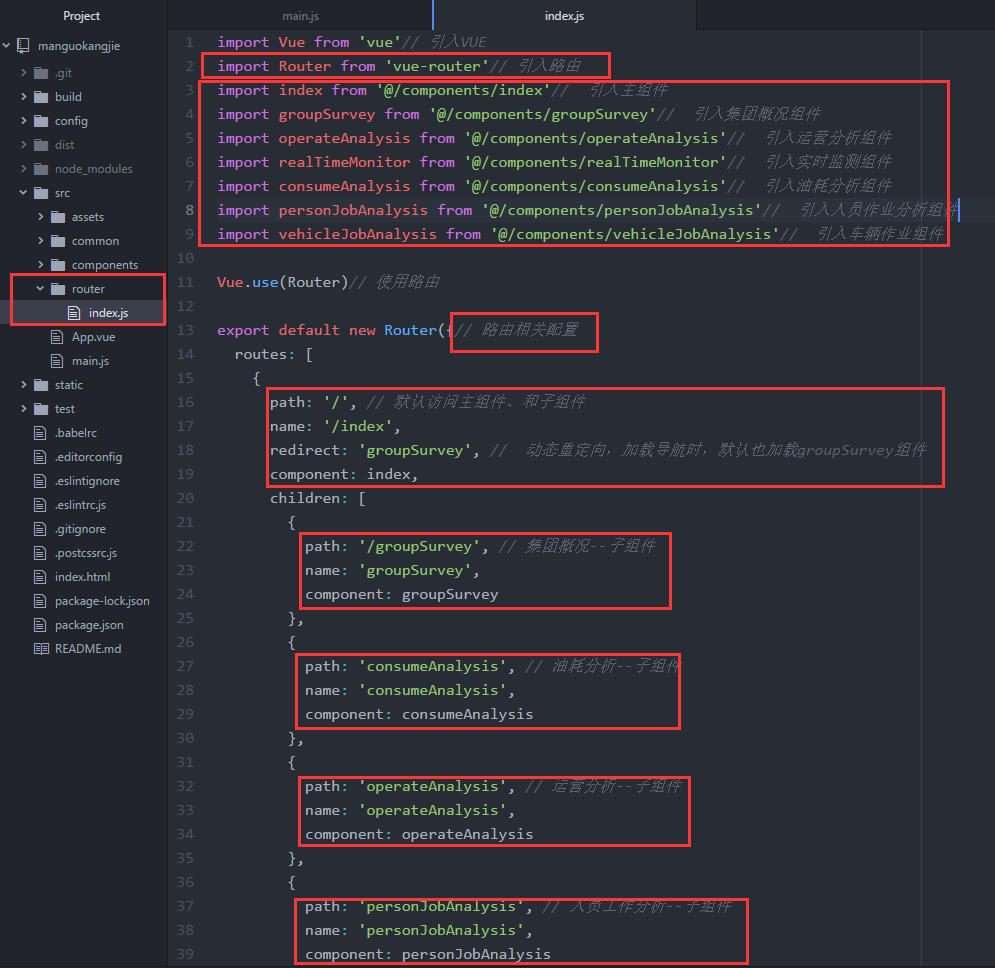 Project
main.js
index.js
manguokangjie
.git
build
config
dist
node_modules
src
assets
common
components
router
index.js
App.vue
main.js
static
test
.babelrc
.editorconfig
.eslintignore
.eslintrc.js
.gitignore
.postcssrc.js
index.html
package-lock.json
package.json
README.md
1 import Vue from 'vue'// 引入VUE
2 import Router from 'vue-router'// 引入路由
3 import index from '@/components/index'// 引入主组件
4 import groupSurvey from '@/components/groupSurvey'// 引入集团概况组件
5 import operateAnalysis from '@/components/operateAnalysis'// 引入运营分析组件
6 import realTimeMonitor from '@/components/realTimeMonitor'// 引入实时监测组件
7 import consumeAnalysis from '@/components/consumeAnalysis'// 引入油耗分析组件
8 import personJobAnalysis from '@/components/personJobAnalysis'// 引入人员作业分析组件
9 import vehicleJobAnalysis from '@/components/vehicleJobAnalysis'// 引入车辆作业组件
10
11 Vue.use(Router)// 使用路由
12
13 export default new Router({// 路由相关配置
14 routes: [
15 {
16 path: '/', // 默认访问主组件、和子组件
17 name: '/index',
18 redirect: 'groupSurvey', // 动态重定向，加载导航时，默认也加载groupSurvey组件
19 component: index,
20 children: [
21 {
22 path: '/groupSurvey', // 集团概况--子组件
23 name: 'groupSurvey',
24 component: groupSurvey
25 },
26 {
27 path: 'consumeAnalysis', // 油耗分析--子组件
28 name: 'consumeAnalysis',
29 component: consumeAnalysis
30 },
31 {
32 path: 'operateAnalysis', // 运营分析--子组件
33 name: 'operateAnalysis',
34 component: operateAnalysis
35 },
36 {
37 path: 'personJobAnalysis', // 人员工作分析--子组件
38 name: 'personJobAnalysis',
39 component: personJobAnalysis